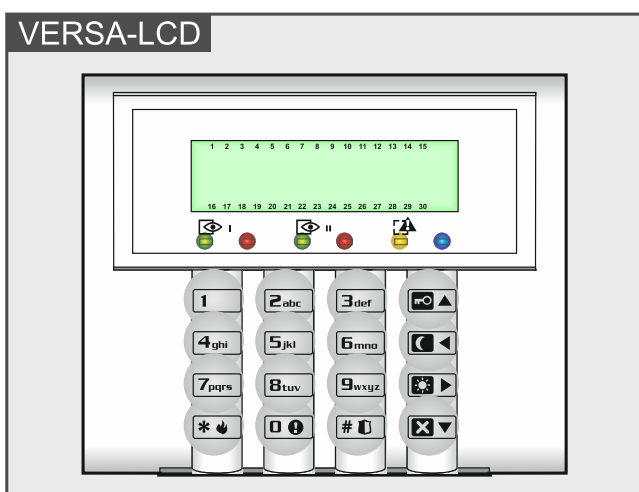 VERSA-LCD
1 2 3 4 5 6 7 8 9 10 11 12 13 14 15
16 17 18 19 20 21 22 23 24 25 26 27 28 29 30
I II
1 2abc 3def
4ghi 5jkl 6mno
7pqrs 8tuv 9wxyz
* 0 #